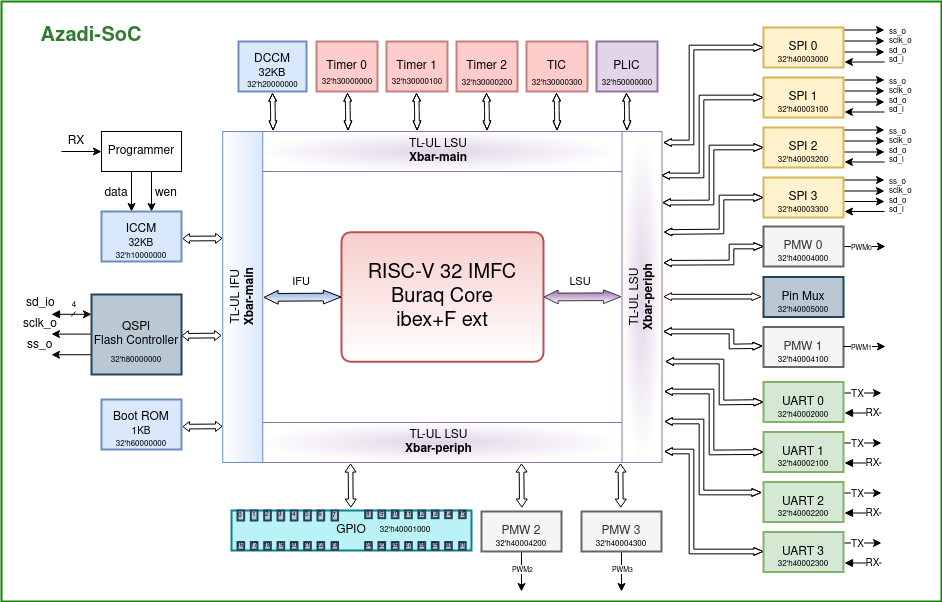 Azadi-SoC
DCCM
32KB
32'h20000000
Timer 0
32'h30000000
Timer 1
32'h30000100
Timer 2
32'h30000200
TIC
32'h30000300
PLIC
32'h50000000
SPI 0
32'h40003000
ss_o
sclk_o
sd_o
sd_i
SPI 1
32'h40003100
ss_o
sclk_o
sd_o
sd_i
SPI 2
32'h40003200
ss_o
sclk_o
sd_o
sd_i
SPI 3
32'h40003300
ss_o
sclk_o
sd_o
sd_i
PMW 0
32'h40004000
PWM0
Pin Mux
32'h40005000
PMW 1
32'h40004100
PWM1
UART 0
32'h40002000
TX
RX
UART 1
32'h40002100
TX
RX
UART 2
32'h40002200
TX
RX
UART 3
32'h40002300
TX
RX
RX
Programmer
data
wen
ICCM
32KB
32'h10000000
sd_io
4
sclk_o
ss_o
QSPI
Flash Controller
32'h80000000
Boot ROM
1KB
32'h60000000
TL-UL LSU
Xbar-main
TL-UL IFU
Xbar-main
IFU
RISC-V 32 IMFC
Buraq Core
ibex+F ext
LSU
TL-UL LSU
Xbar-periph
TL-UL LSU
Xbar-periph
GPIO
32'h40001000
PMW 2
32'h40004200
PWM2
PMW 3
32'h40004300
PWM3